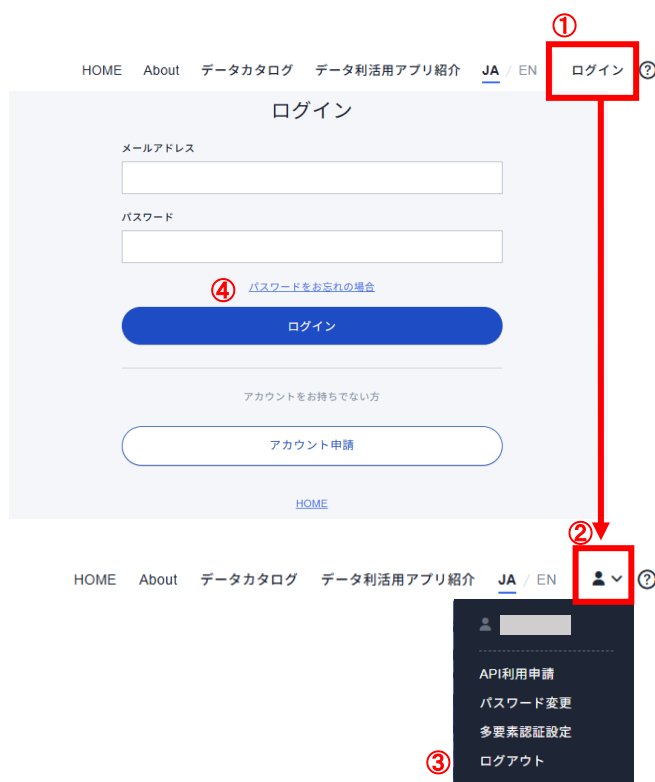 ①
HOME About データカタログ データ利活用アプリ紹介 JA / EN ログイン ?
ログイン
メールアドレス
パスワード
④ パスワードをお忘れの場合
ログイン
アカウントをお持ちでない方
アカウント申請
HOME
②
HOME About データカタログ データ利活用アプリ紹介 JA / EN ?
API利用申請
パスワード変更
多要素認証設定
③ ログアウト